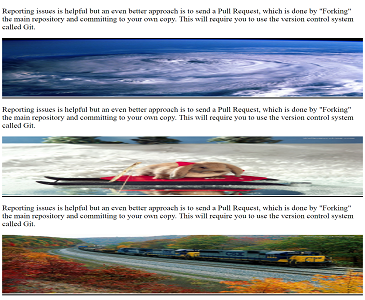 Reporting issues is helpful but an even better approach is to send a Pull Request, which is done by "Forking"
the main repository and committing to your own copy. This will require you to use the version control system
called Git.
Reporting issues is helpful but an even better approach is to send a Pull Request, which is done by "Forking"
the main repository and committing to your own copy. This will require you to use the version control system
called Git.
Reporting issues is helpful but an even better approach is to send a Pull Request, which is done by "Forking"
the main repository and committing to your own copy. This will require you to use the version control system
called Git.